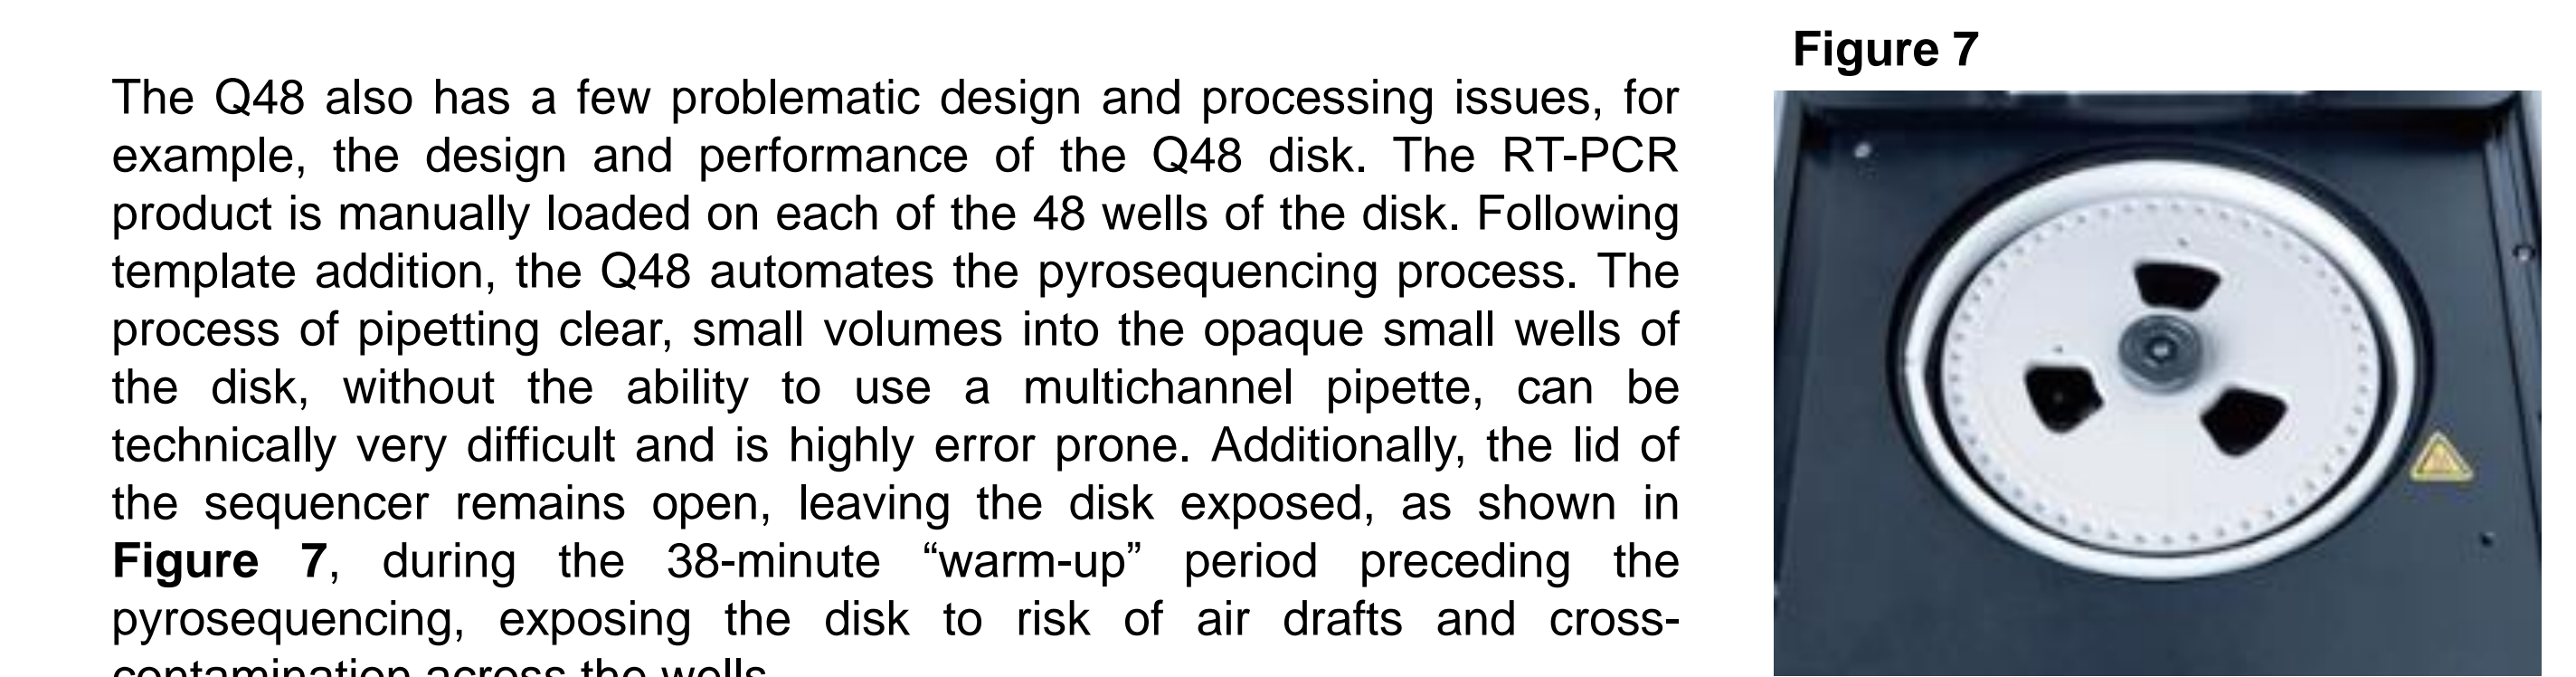 Figure 7
The Q48 also has a few problematic design and processing issues, for
example, the design and performance of the Q48 disk. The RT-PCR
product is manually loaded on each of the 48 wells of the disk. Following
template addition, the Q48 automates the pyrosequencing process. The
process of pipetting clear, small volumes into the opaque small wells of
the disk, without the ability to use a multichannel pipette, can be
technically very difficult and is highly error prone. Additionally, the lid of
the sequencer remains open, leaving the disk exposed, as shown in
Figure 7, during the 38-minute “warm-up” period preceding the
pyrosequencing, exposing the disk to risk of air drafts and cross-
contamination across the wells.